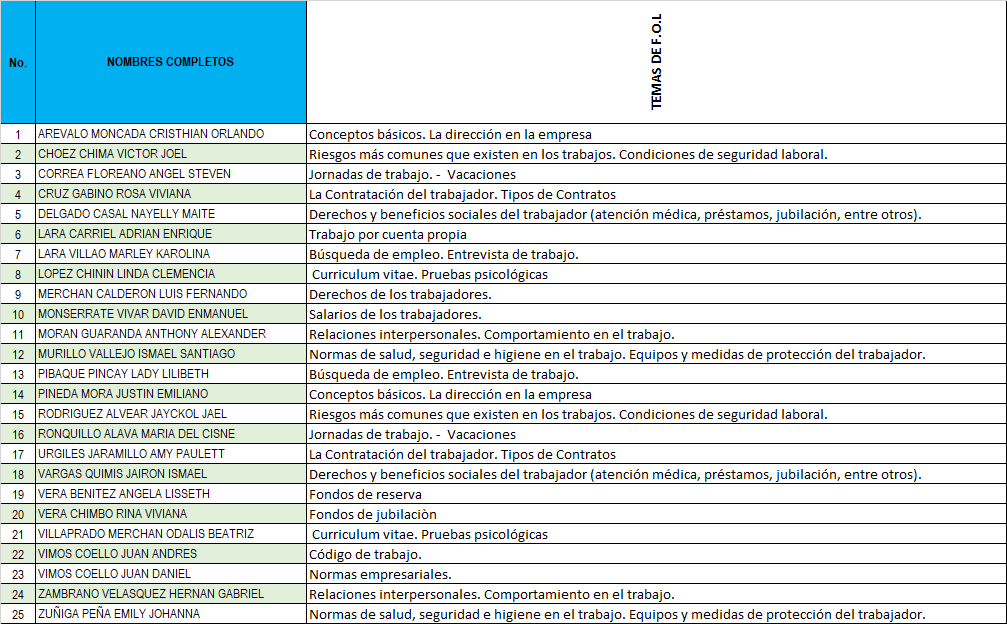 No. NOMBRES COMPLETOS TEMAS DE F.O.L
1 AREVALO MONCADA CRISTHIAN ORLANDO Conceptos básicos. La dirección en la empresa
2 CHOEZ CHIMA VICTOR JOEL Riesgos más comunes que existen en los trabajos. Condiciones de seguridad laboral.
3 CORREA FLOREANO ANGEL STEVEN Jornadas de trabajo. - Vacaciones
4 CRUZ GABINO ROSA VIVIANA La Contratación del trabajador. Tipos de Contratos
5 DELGADO CASAL NAYELLY MAITE Derechos y beneficios sociales del trabajador (atención médica, préstamos, jubilación, entre otros).
6 LARA CARRIEL ADRIAN ENRIQUE Trabajo por cuenta propia
7 LARA VILLAO MARLEY KAROLINA Búsqueda de empleo. Entrevista de trabajo.
8 LOPEZ CHININ LINDA CLEMENCIA Curriculum vitae. Pruebas psicológicas
9 MERCHAN CALDERON LUIS FERNANDO Derechos de los trabajadores.
10 MONSERRATE VIVAR DAVID ENMANUEL Salarios de los trabajadores.
11 MORAN GUARANDA ANTHONY ALEXANDER Relaciones interpersonales. Comportamiento en el trabajo.
12 MURILLO VALLEJO ISMAEL SANTIAGO Normas de salud, seguridad e higiene en el trabajo. Equipos y medidas de protección del trabajador.
13 PIBAQUE PINCAY LADY LILIBETH Búsqueda de empleo. Entrevista de trabajo.
14 PINEDA MORA JUSTIN EMILIANO Conceptos básicos. La dirección en la empresa
15 RODRIGUEZ ALVEAR JAYCKOL JAEL Riesgos más comunes que existen en los trabajos. Condiciones de seguridad laboral.
16 RONQUILLO ALAVA MARIA DEL CISNE Jornadas de trabajo. - Vacaciones
17 URGILES JARAMILLO AMY PAULETT La Contratación del trabajador. Tipos de Contratos
18 VARGAS QUIMIS JAIRON ISMAEL Derechos y beneficios sociales del trabajador (atención médica, préstamos, jubilación, entre otros).
19 VERA BENITEZ ANGELA LISSETH Fondos de reserva
20 VERA CHIMBO RINA VIVIANA Fondos de jubilaciòn
21 VILLAPRADO MERCHAN ODALIS BEATRIZ Curriculum vitae. Pruebas psicológicas
22 VIMOS COELLO JUAN ANDRES Código de trabajo.
23 VIMOS COELLO JUAN DANIEL Normas empresariales.
24 ZAMBRANO VELASQUEZ HERNAN GABRIEL Relaciones interpersonales. Comportamiento en el trabajo.
25 ZUÑIGA PEÑA EMILY JOHANNA Normas de salud, seguridad e higiene en el trabajo. Equipos y medidas de protección del trabajador.